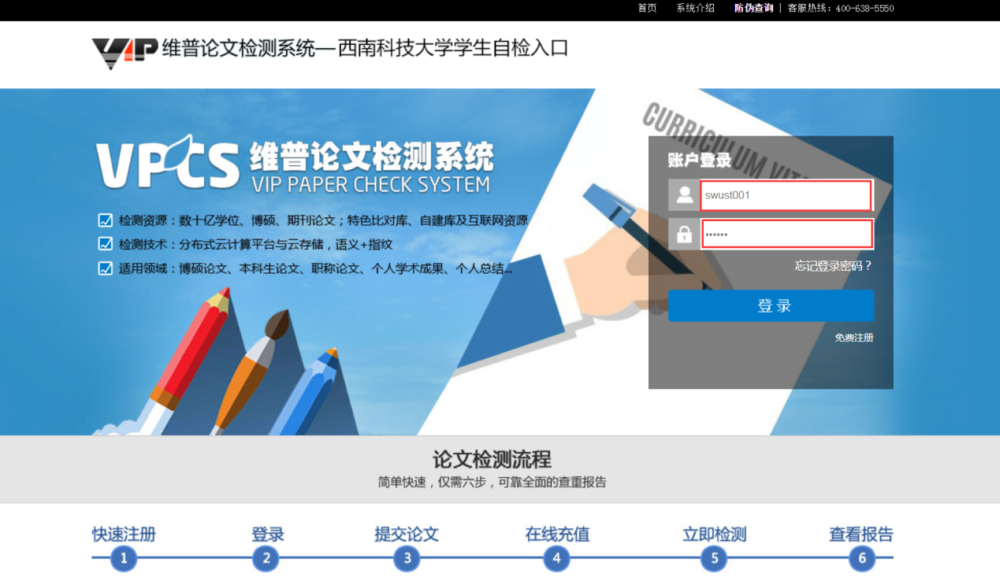 首页 系统介绍 防伪查询 | 客服热线：400-638-5550
VIP 维普论文检测系统—西南科技大学学生自检入口
CURRICULUM VIT
VPCS 维普论文检测系统
VIP PAPER CHECK SYSTEM
检测资源：数十亿学位、博硕、期刊论文；特色比对库、自建库及互联网资源
检测技术：分布式云计算平台与云存储，语义+指纹
适用领域：博硕论文、本科生论文、职称论文、个人学术成果、个人总结...
账户登录
swust001
••••••
忘记登录密码？
登 录
免费注册
论文检测流程
简单快速，仅需六步，可靠全面的查重报告
快速注册 登录 提交论文 在线充值 立即检测 查看报告
1 2 3 4 5 6